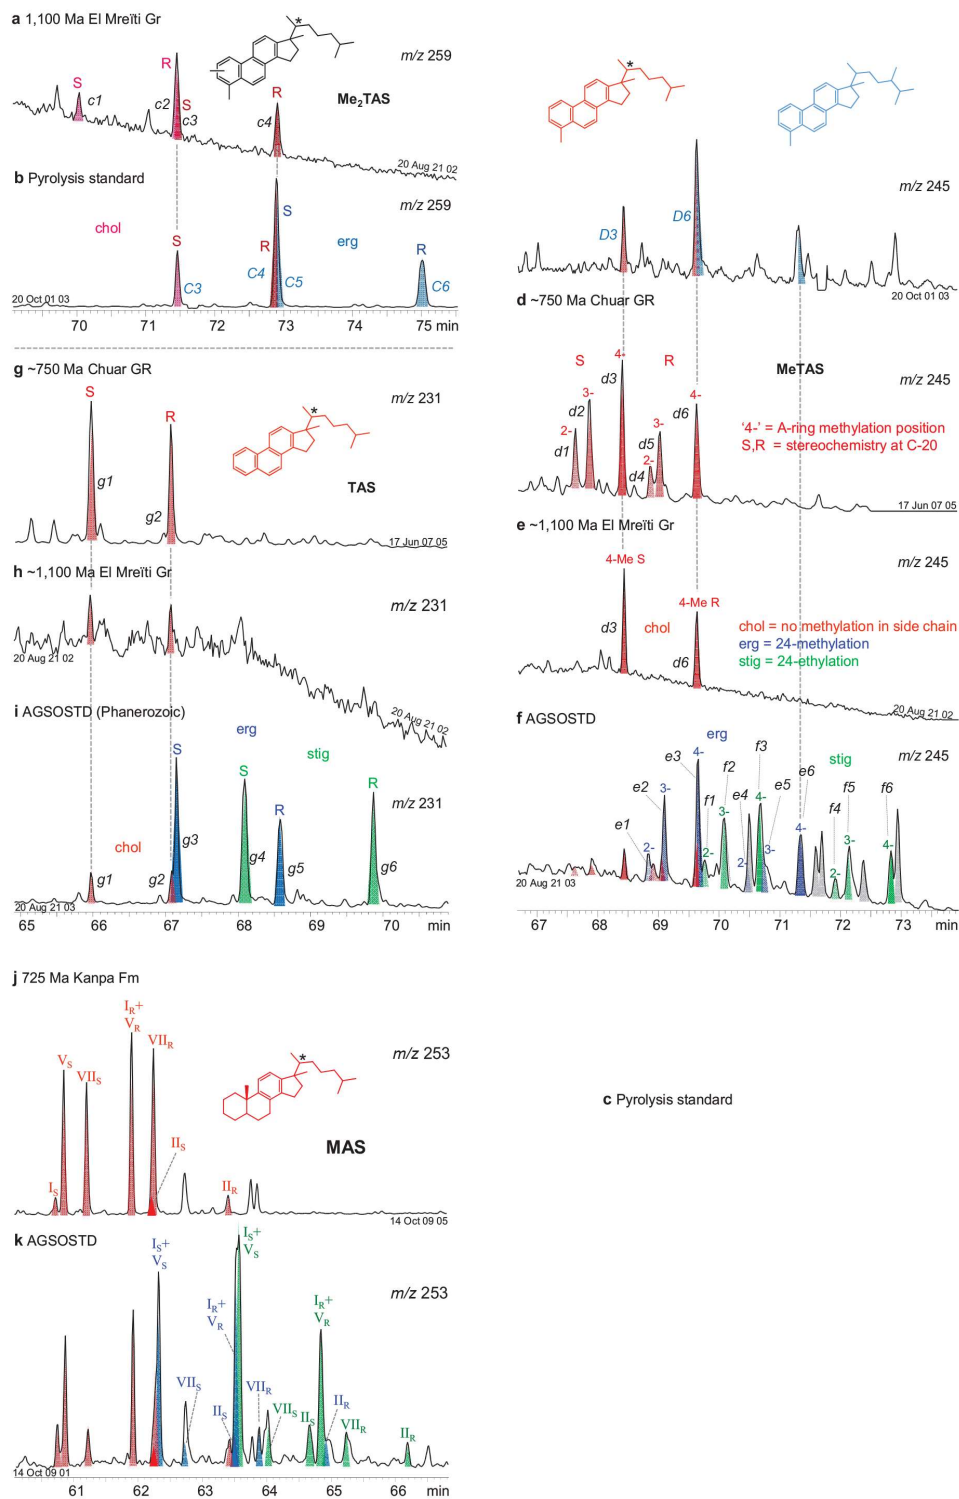 a 1,100 Ma El Mreïti Gr
*
m/z 259
R
S
c1
c2
S
c3
R
c4
Me2TAS
20 Aug 21 02
b Pyrolysis standard
m/z 259
chol
S
C3
R
C4
S
C5
erg
R
C6
20 Oct 01 03
70 71 72 73 74 75 min
*
m/z 245
D3
D6
20 Oct 01 03
d ~750 Ma Chuar GR
MeTAS
m/z 245
S
R
4-
d3
3-
d2
2-
d1
d4
d5
2-
3-
d6
4-
'4-' = A-ring methylation position
S,R = stereochemistry at C-20
17 Jun 07 05
e ~1,100 Ma El Mreïti Gr
m/z 245
4-Me S
4-Me R
d3
chol
d6
chol = no methylation in side chain
erg = 24-methylation
stig = 24-ethylation
20 Aug 21 02
f AGSOSTD
m/z 245
erg
stig
e1
e2
e3
f1
f2
e4
f3
e5
e6
f4
f5
f6
2-
3-
4-
2-
3-
2-
4-
3-
4-
2-
3-
4-
20 Aug 21 03
67 68 69 70 71 72 73 min
g ~750 Ma Chuar GR
m/z 231
S
R
g1
g2
*
TAS
17 Jun 07 05
h ~1,100 Ma El Mreïti Gr
m/z 231
20 Aug 21 02
20 Aug 21 02
i AGSOSTD (Phanerozoic)
erg
stig
m/z 231
chol
g1
g2
S
g3
S
g4
R
g5
R
g6
20 Aug 21 03
65 66 67 68 69 70 min
j 725 Ma Kanpa Fm
m/z 253
IS
VS
VIIS
IR+
VR
VIIR
IIS
IIR
*
MAS
14 Oct 09 05
c Pyrolysis standard
k AGSOSTD
m/z 253
IS+
VS
VIIS
IR+
VR
IIS
IS+
VS
VIIR
VIIS
IIS
IR+
VR
IIR
VIIR
IIR
14 Oct 09 01
61 62 63 64 65 66 min